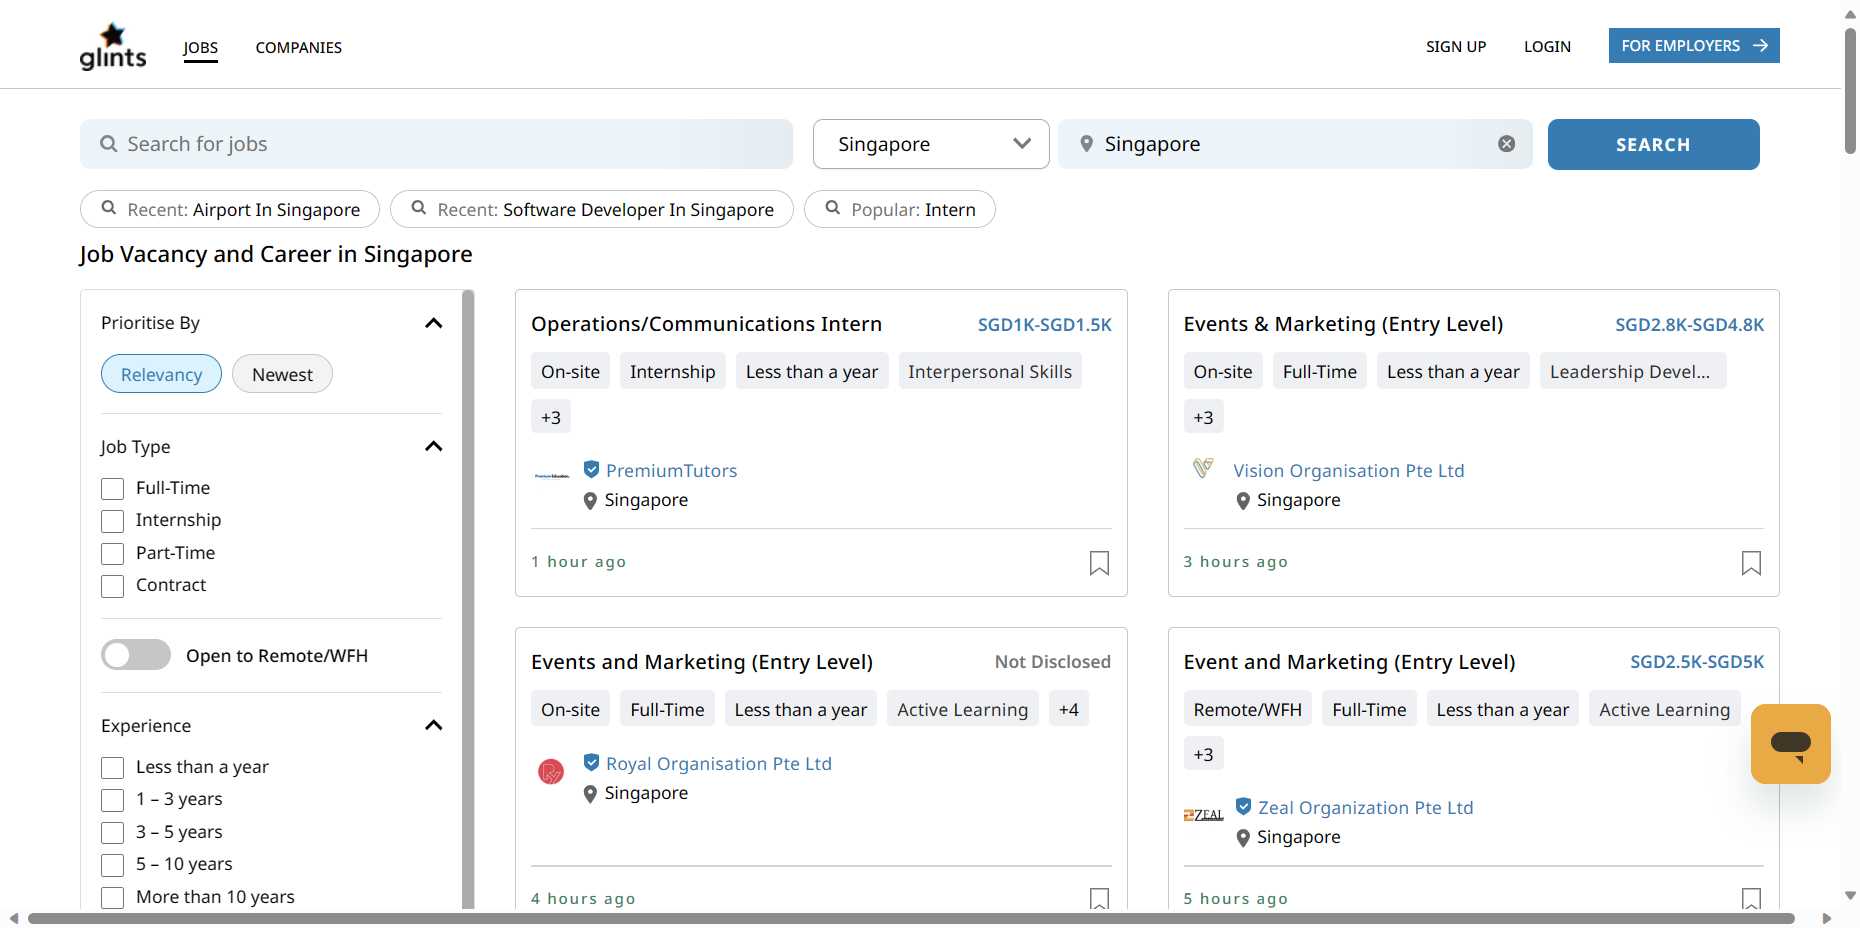 glints
JOBS
COMPANIES
SIGN UP
LOGIN
FOR EMPLOYERS
Search for jobs
Singapore
Singapore
SEARCH
Recent: Airport In Singapore
Recent: Software Developer In Singapore
Popular: Intern
Job Vacancy and Career in Singapore
Prioritise By
Relevancy
Newest
Job Type
Full-Time
Internship
Part-Time
Contract
Open to Remote/WFH
Experience
Less than a year
1 – 3 years
3 – 5 years
5 – 10 years
More than 10 years
Operations/Communications Intern
SGD1K-SGD1.5K
On-site
Internship
Less than a year
Interpersonal Skills
+3
PremiumTutors
Singapore
1 hour ago
Events & Marketing (Entry Level)
SGD2.8K-SGD4.8K
On-site
Full-Time
Less than a year
Leadership Devel...
+3
Vision Organisation Pte Ltd
Singapore
3 hours ago
Events and Marketing (Entry Level)
Not Disclosed
On-site
Full-Time
Less than a year
Active Learning
+4
Royal Organisation Pte Ltd
Singapore
4 hours ago
Event and Marketing (Entry Level)
SGD2.5K-SGD5K
Remote/WFH
Full-Time
Less than a year
Active Learning
+3
ZEAL
Zeal Organization Pte Ltd
Singapore
5 hours ago